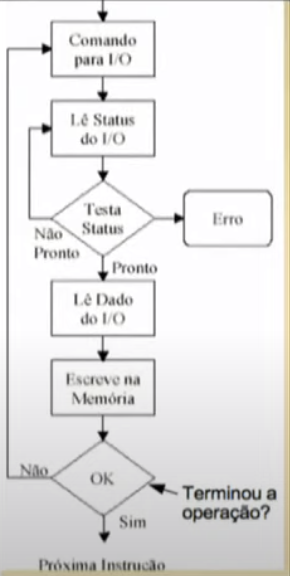 Comando
para I/O
Lê Status
do I/O
Testa
Status
Erro
Não
Pronto
Pronto
Lê Dado
do I/O
Escreve na
Memória
OK
Não
Terminou a
operação?
Sim
Próxima Instrução